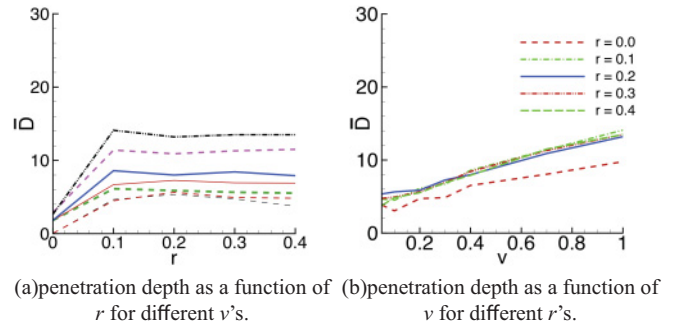 30
20
10
0
D̅
0 0.1 0.2 0.3 0.4
r
30
20
10
0
D̅
0.2 0.4 0.6 0.8 1
v
r = 0.0
r = 0.1
r = 0.2
r = 0.3
r = 0.4
(a)penetration depth as a function of
r for different v's.
(b)penetration depth as a function of
v for different r's.